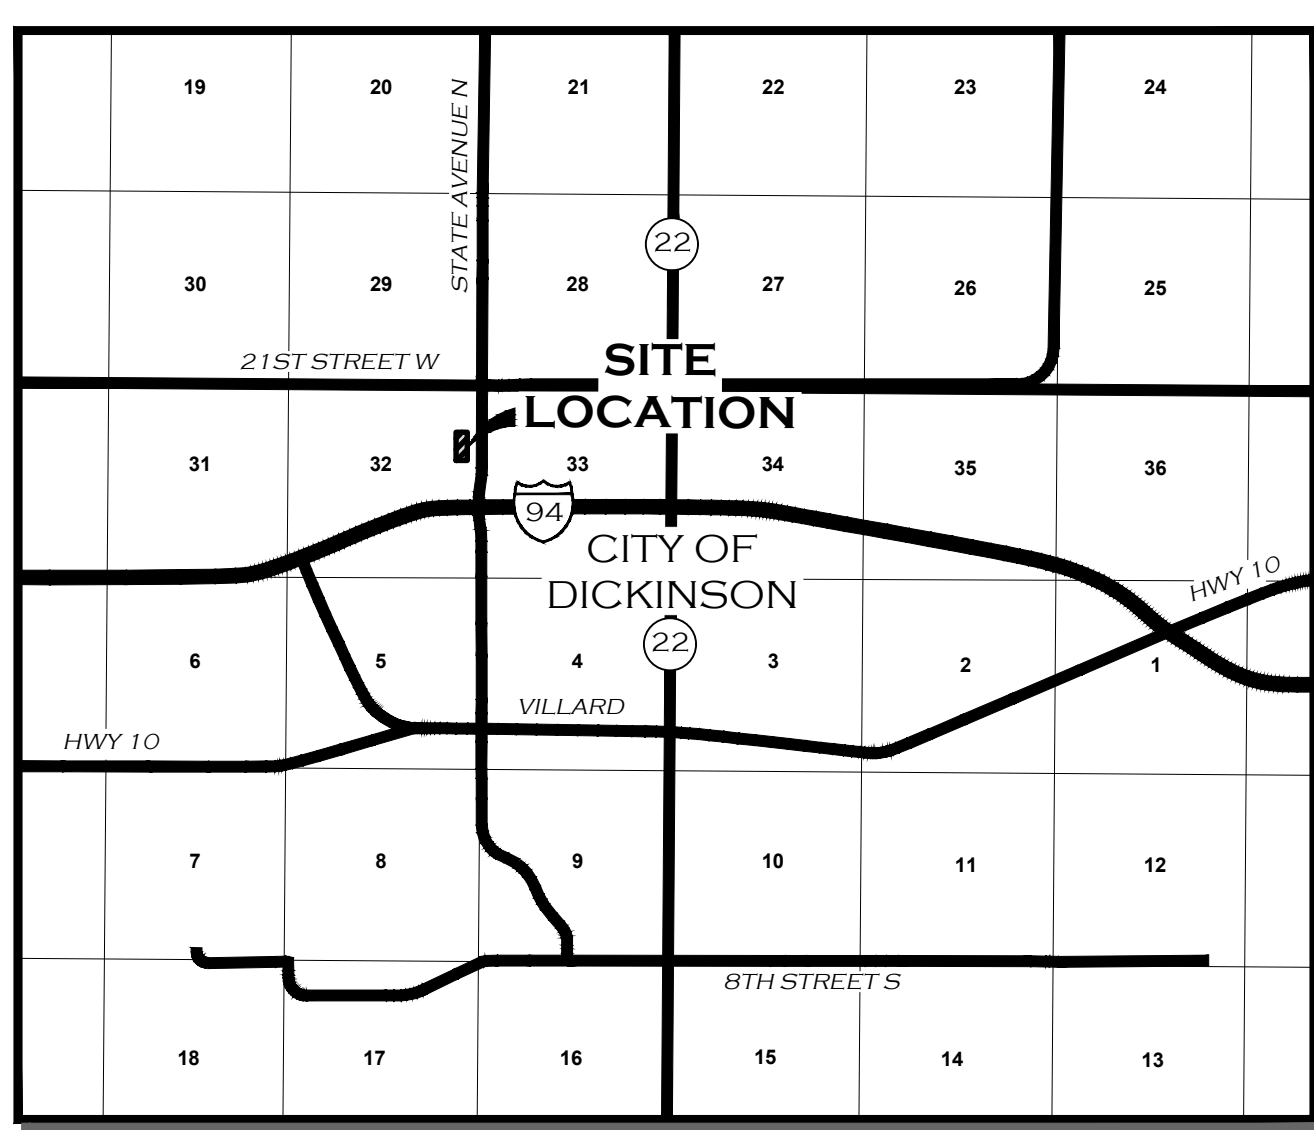 19 20 21 22 23 24
STATE AVENUE N
22
30 29 28 27 26 25
21ST STREET W
SITE
LOCATION
31 32 33 34 35 36
94
CITY OF
DICKINSON
HWY 10
22
6 5 4 3 2 1
VILLARD
HWY 10
7 8 9 10 11 12
8TH STREET S
18 17 16 15 14 13